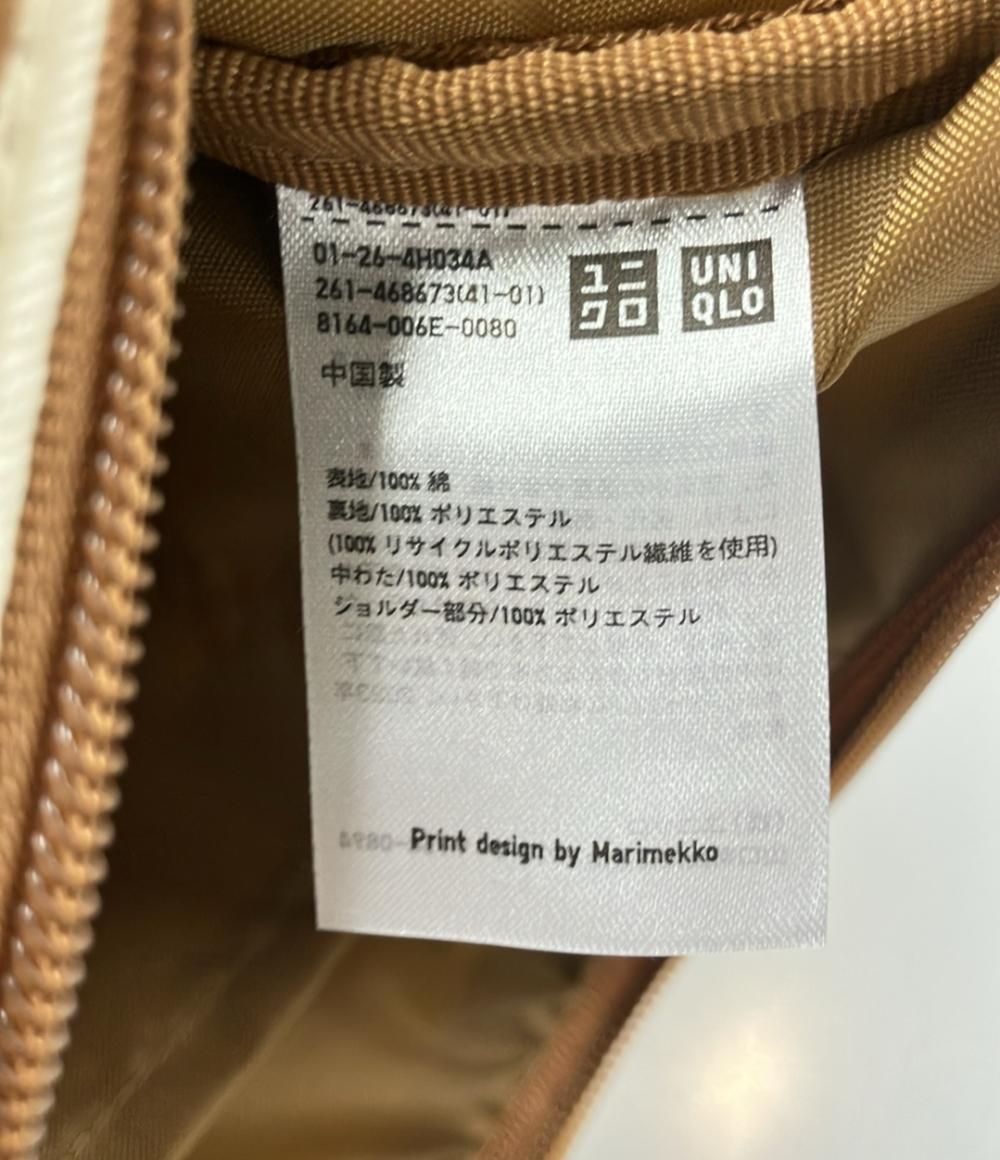 261-468673(41-01)
01-26-4H034A
261-468673(41-01)
8164-006E-0080
ユニ
クロ
UNI
QLO
中国製
表地/100% 綿
裏地/100% ポリエステル
(100% リサイクルポリエステル繊維を使用)
中わた/100% ポリエステル
ショルダー部分/100% ポリエステル
Print design by Marimekko